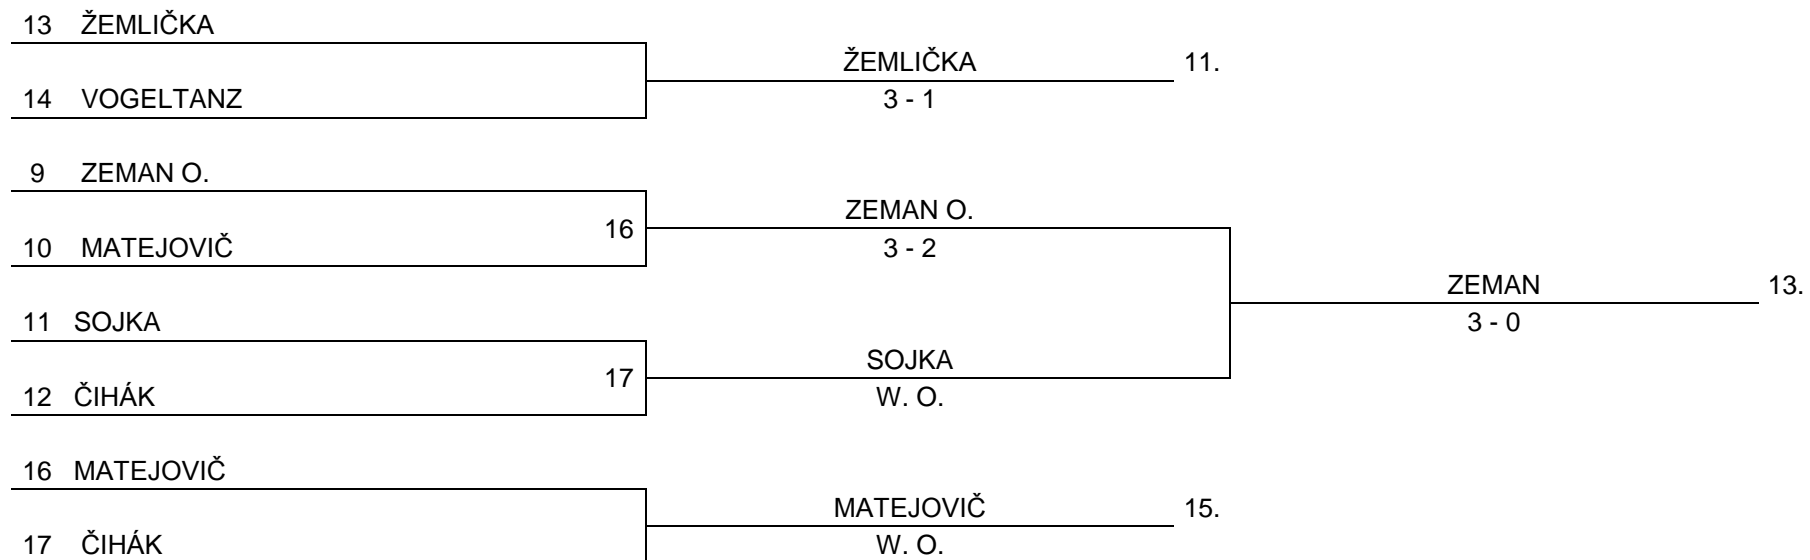 13 ŽEMLIČKA
ŽEMLIČKA 11.
14 VOGELTANZ 3 - 1
9 ZEMAN O.
ZEMAN O.
16
10 MATEJOVIČ 3 - 2
ZEMAN 13.
11 SOJKA 3 - 0
SOJKA
17
12 ČIHÁK W. O.
16 MATEJOVIČ
MATEJOVIČ 15.
17 ČIHÁK W. O.